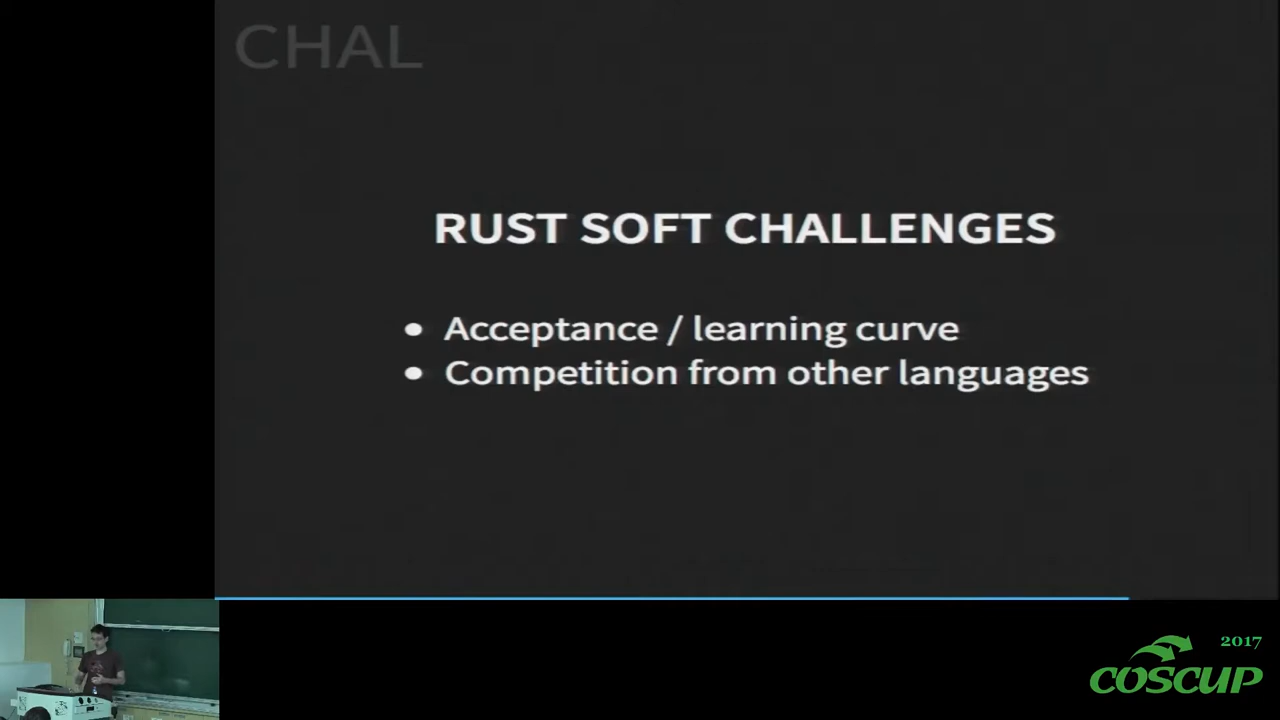 CHAL
RUST SOFT CHALLENGES
Acceptance / learning curve
Competition from other languages
2017
COSCUP